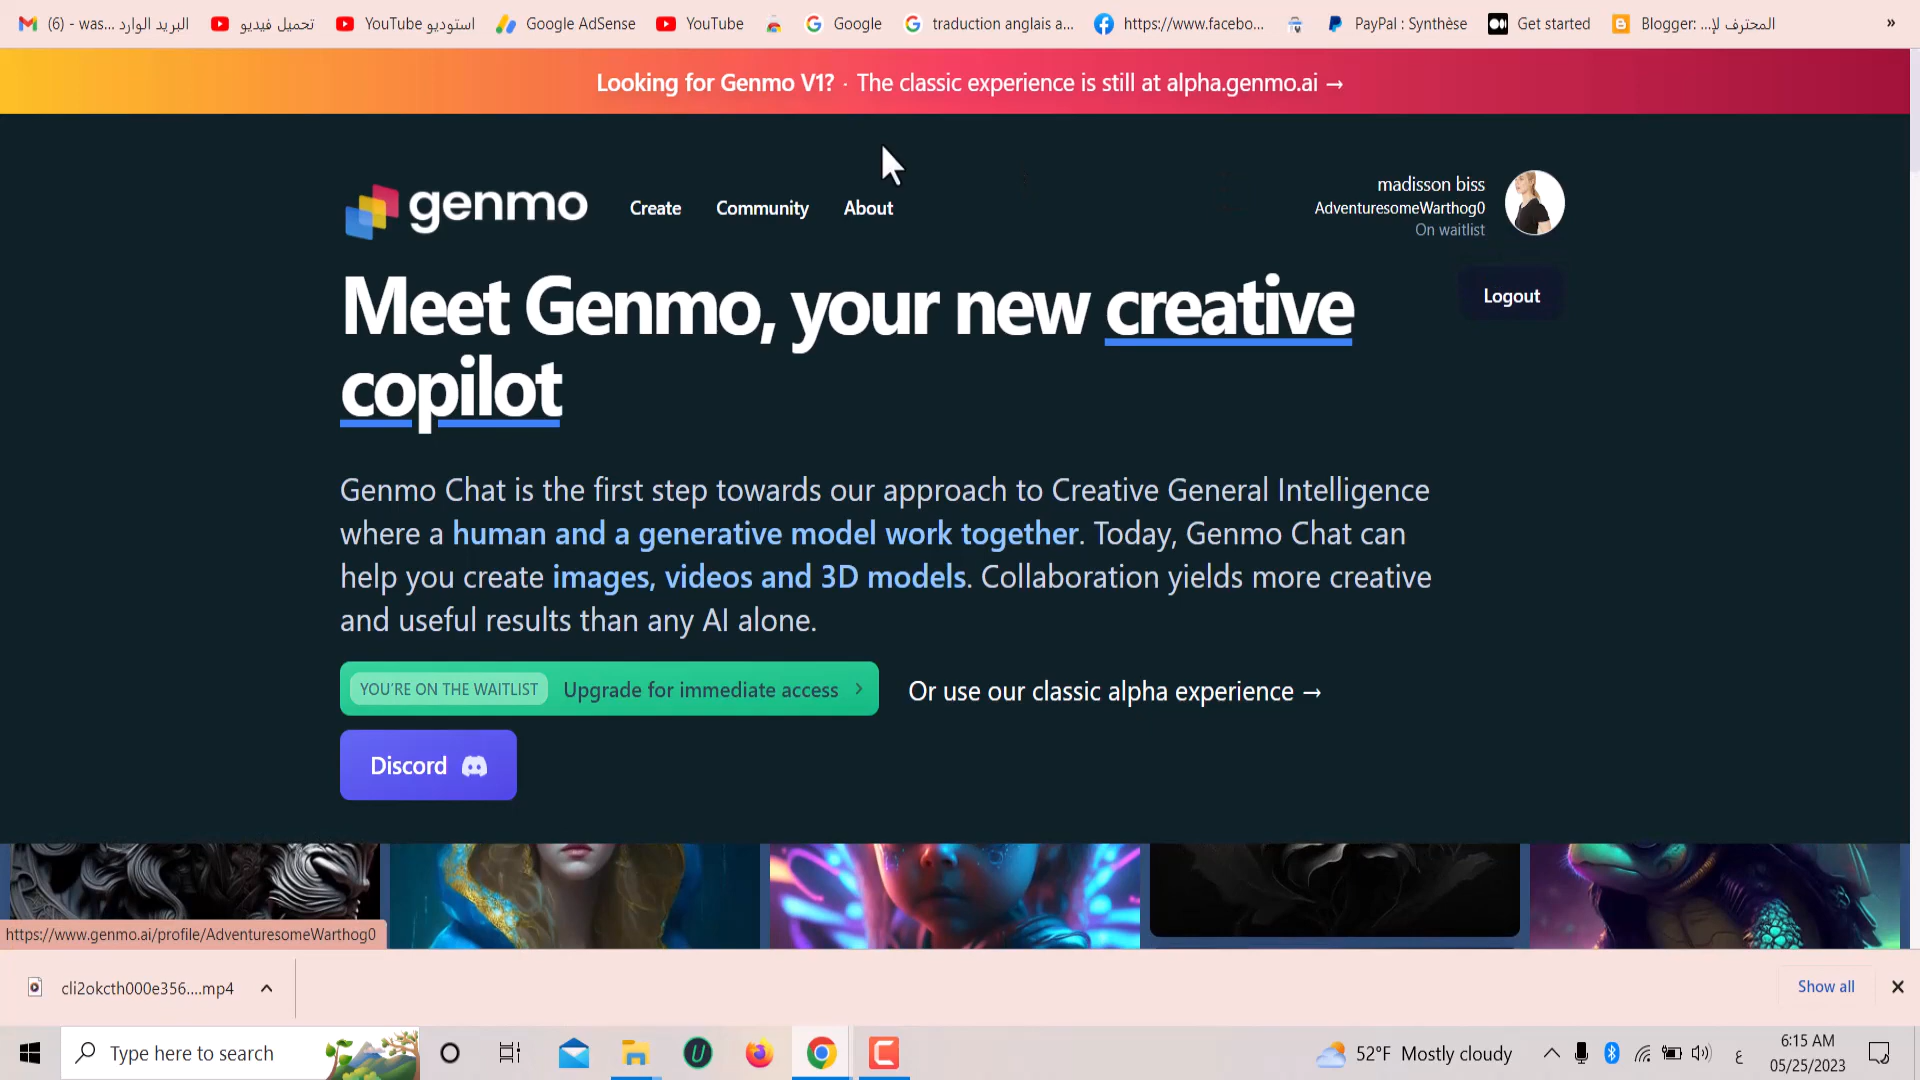 (6) - was... البريد الوارد
تحميل فيديو
استوديو YouTube
Google AdSense
YouTube
Google
traduction anglais a...
https://www.facebo...
PayPal : Synthèse
Get started
Blogger: ...المحترف لإ
»
Looking for Genmo V1? · The classic experience is still at alpha.genmo.ai →
genmo
Create
Community
About
madisson biss
AdventuresomeWarthog0
On waitlist
Logout
Meet Genmo, your new creative
copilot
Genmo Chat is the first step towards our approach to Creative General Intelligence
where a human and a generative model work together. Today, Genmo Chat can
help you create images, videos and 3D models. Collaboration yields more creative
and useful results than any AI alone.
YOU'RE ON THE WAITLIST Upgrade for immediate access
Or use our classic alpha experience →
Discord
https://www.genmo.ai/profile/AdventuresomeWarthog0
cli2okcth000e356....mp4
Show all
Type here to search
52°F Mostly cloudy
ع
6:15 AM
05/25/2023